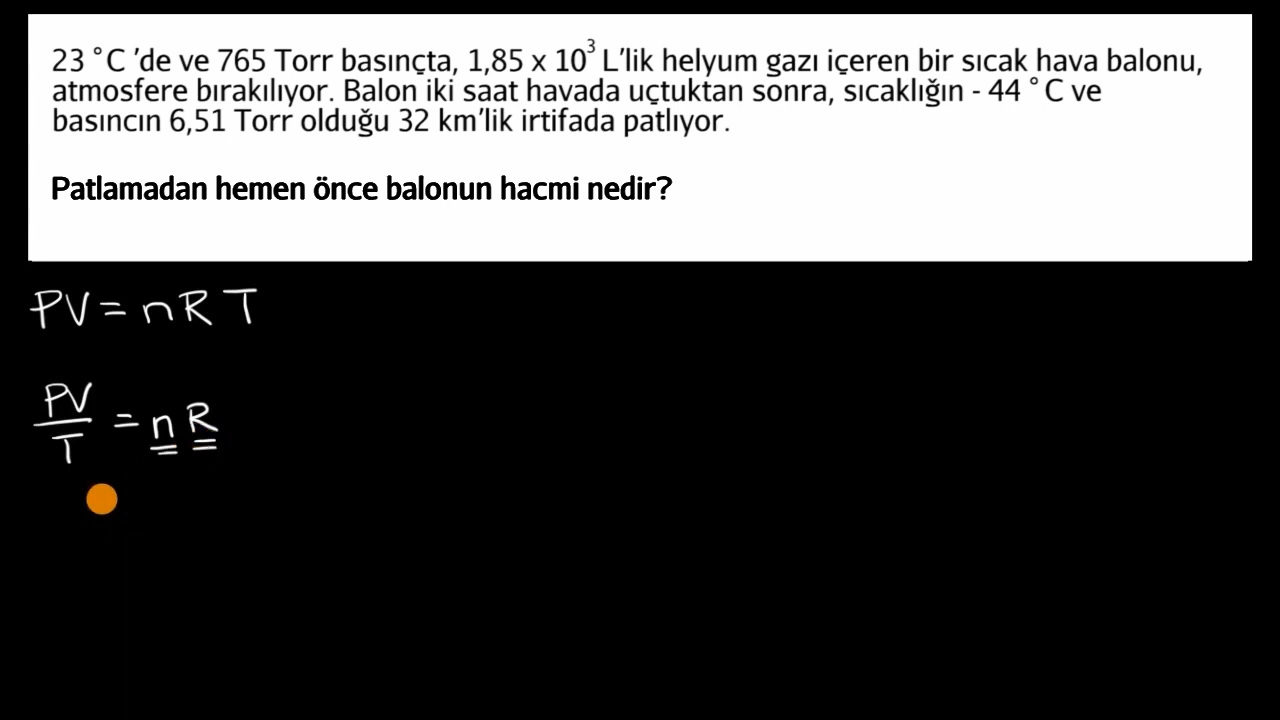 23 °C 'de ve 765 Torr basınçta, 1,85 x 10³ L'lik helyum gazı içeren bir sıcak hava balonu,
atmosfere bırakılıyor. Balon iki saat havada uçtuktan sonra, sıcaklığın - 44 °C ve
basıncın 6,51 Torr olduğu 32 km'lik irtifada patlıyor.
Patlamadan hemen önce balonun hacmi nedir?
PV = nRT
PV/T = nR